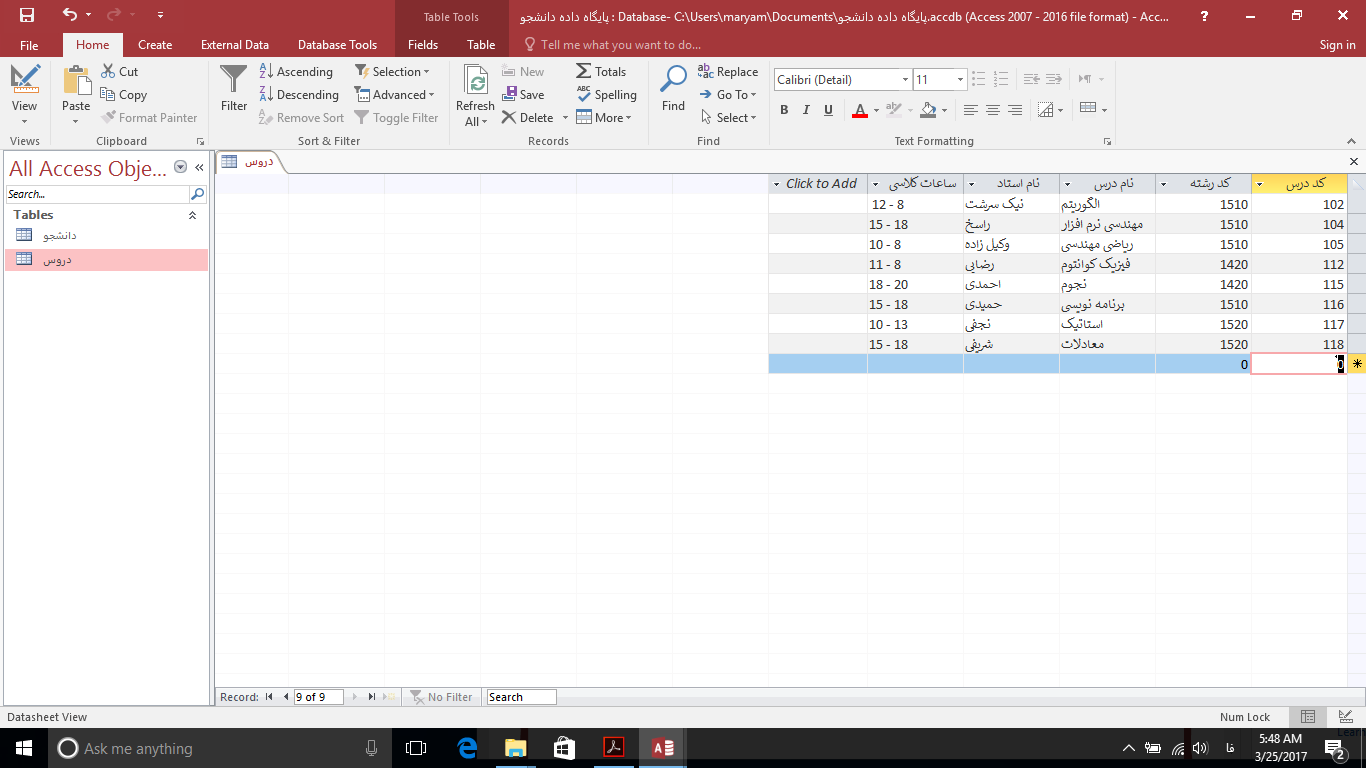 Table Tools
پایگاه داده دانشجو : Database- C:\Users\maryam\Documents\پایگاه داده دانشجو.accdb (Access 2007 - 2016 file format) - Acc...
?
File Home Create External Data Database Tools Fields Table Tell me what you want to do... Sign in
View
Views
Paste
Cut
Copy
Format Painter
Clipboard
Filter
Ascending
Descending
Remove Sort
Selection
Advanced
Toggle Filter
Sort & Filter
Refresh All
New
Save
Delete
Totals
Spelling
More
Records
Find
Replace
Go To
Select
Find
Calibri (Detail) 11
B I U A
Text Formatting
All Access Obje...
Search...
Tables
دانشجو
دروس
دروس
کد درس کد رشته نام درس نام استاد ساعات کلاسی Click to Add
102 1510 الگوریتم نیک سرشت 8 - 12
104 1510 مهندسی نرم افزار راسخ 15 - 18
105 1510 ریاضی مهندسی وکیل زاده 8 - 10
112 1420 فیزیک کوانتوم رضایی 8 - 11
115 1420 نجوم احمدی 18 - 20
116 1510 برنامه نویسی حمیدی 15 - 18
117 1520 استاتیک نجفی 10 - 13
118 1520 معادلات شریفی 15 - 18
0 0
Record: 9 of 9 No Filter Search
Datasheet View Num Lock
Ask me anything
فا
5:48 AM
3/25/2017
2